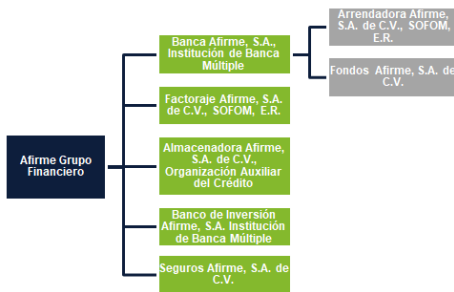 Afirme Grupo
Financiero
Banca Afirme, S.A.,
Institución de Banca
Múltiple
Factoraje Afirme, S.A.
de C.V., SOFOM, E.R.
Almacenadora Afirme,
S.A. de C.V.,
Organización Auxiliar
del Crédito
Banco de Inversión
Afirme, S.A. Institución
de Banca Múltiple
Seguros Afirme, S.A. de
C.V.
Arrendadora Afirme,
S.A. de C.V., SOFOM,
E.R.
Fondos Afirme, S.A. de
C.V.